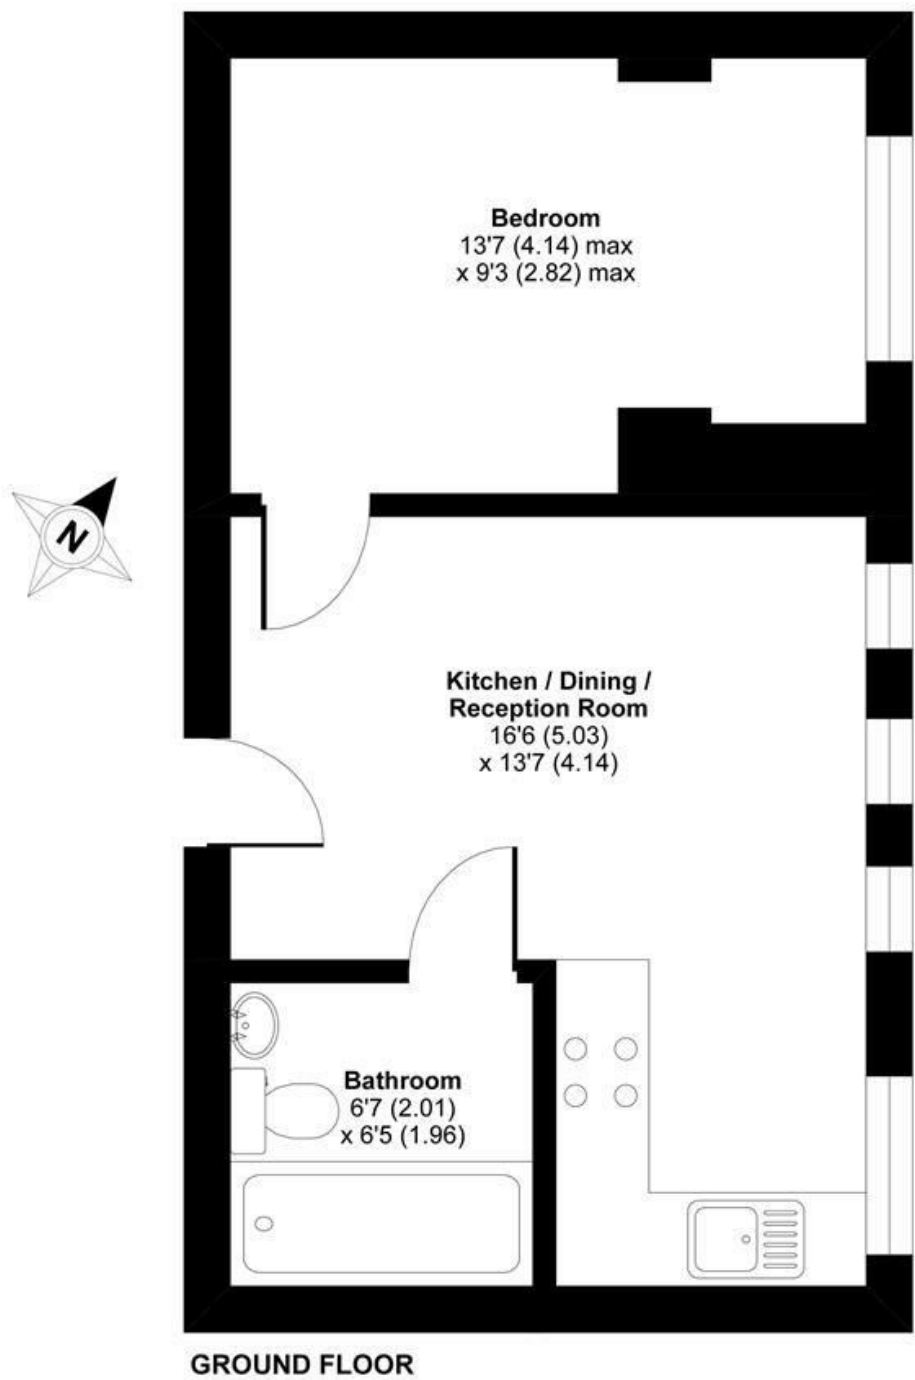 Bedroom
13'7 (4.14) max
x 9'3 (2.82) max
N
Kitchen / Dining /
Reception Room
16'6 (5.03)
x 13'7 (4.14)
Bathroom
6'7 (2.01)
x 6'5 (1.96)
GROUND FLOOR